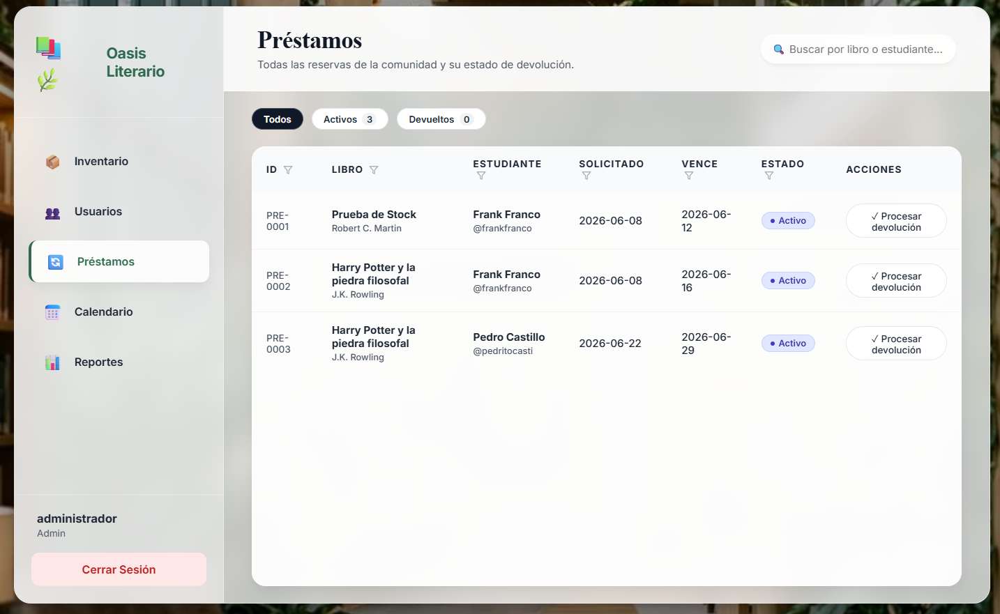 Oasis
Literario
Inventario
Usuarios
Préstamos
Calendario
Reportes
administrador
Admin
Cerrar Sesión
Préstamos
Todas las reservas de la comunidad y su estado de devolución.
Buscar por libro o estudiante...
Todos
Activos 3
Devueltos 0
ID LIBRO ESTUDIANTE SOLICITADO VENCE ESTADO ACCIONES
PRE-
0001
Prueba de Stock
Robert C. Martin
Frank Franco
@frankfranco
2026-06-08
2026-06-
12
Activo
✓ Procesar
devolución
PRE-
0002
Harry Potter y la
piedra filosofal
J.K. Rowling
Frank Franco
@frankfranco
2026-06-08
2026-06-
16
Activo
✓ Procesar
devolución
PRE-
0003
Harry Potter y la
piedra filosofal
J.K. Rowling
Pedro Castillo
@pedritocasti
2026-06-22
2026-06-
29
Activo
✓ Procesar
devolución